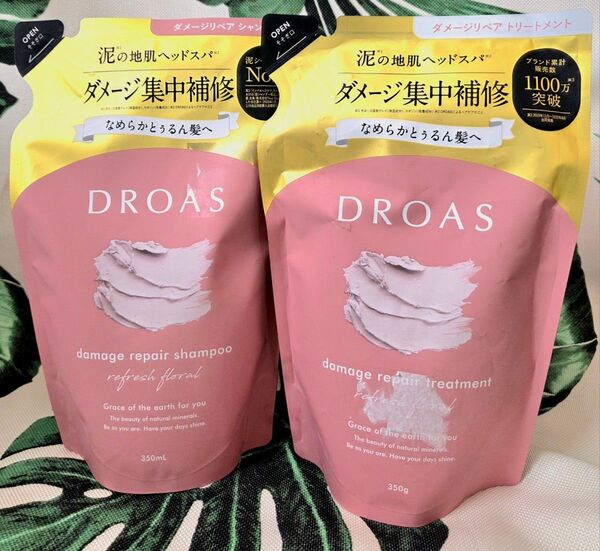 ダメージリペア シャン
OPEN
泥の地肌ヘッドスパ
ダメージ集中補修
なめらかとぅるん髪へ
DROAS
damage repair shampoo
refresh floral
Grace of the earth for you
The beauty of natural minerals.
Be as you are. Have your days shine.
350mL
ダメージリペア トリートメント
OPEN
泥の地肌ヘッドスパ
ダメージ集中補修
なめらかとぅるん髪へ
ブランド累計
販売数
1100万
突破
DROAS
damage repair treatment
Grace of the earth for you
The beauty of natural minerals.
Be as you are. Have your days shine.
350g